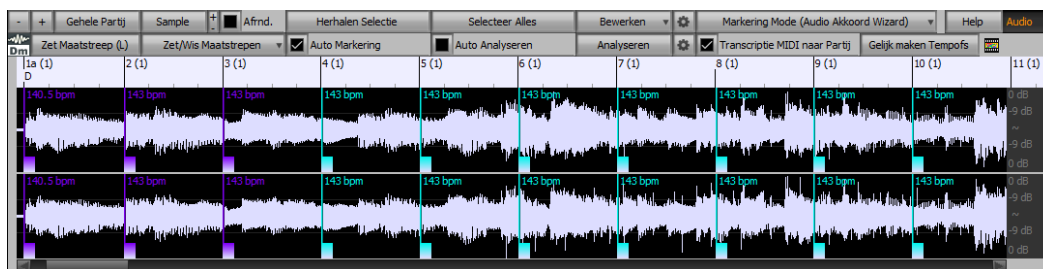 - + Gehele Partij Sample + - Afrnd. Herhalen Selectie Selecteer Alles Bewerken Markering Mode (Audio Akkoord Wizard) Help Audio
Dm Zet Maatstreep (L) Zet/Wis Maatstrepen Auto Markering Auto Analyseren Analyseren Transcriptie MIDI naar Partij Gelijk maken Tempofs
1a (1) 2 (1) 3 (1) 4 (1) 5 (1) 6 (1) 7 (1) 8 (1) 9 (1) 10 (1) 11 (1)
D
140.5 bpm 143 bpm 143 bpm 143 bpm 143 bpm 143 bpm 143 bpm 143 bpm 143 bpm 143 bpm 0 dB
-9 dB
~
-9 dB
0 dB
140.5 bpm 143 bpm 143 bpm 143 bpm 143 bpm 143 bpm 143 bpm 143 bpm 143 bpm 143 bpm 0 dB
-9 dB
~
-9 dB
0 dB